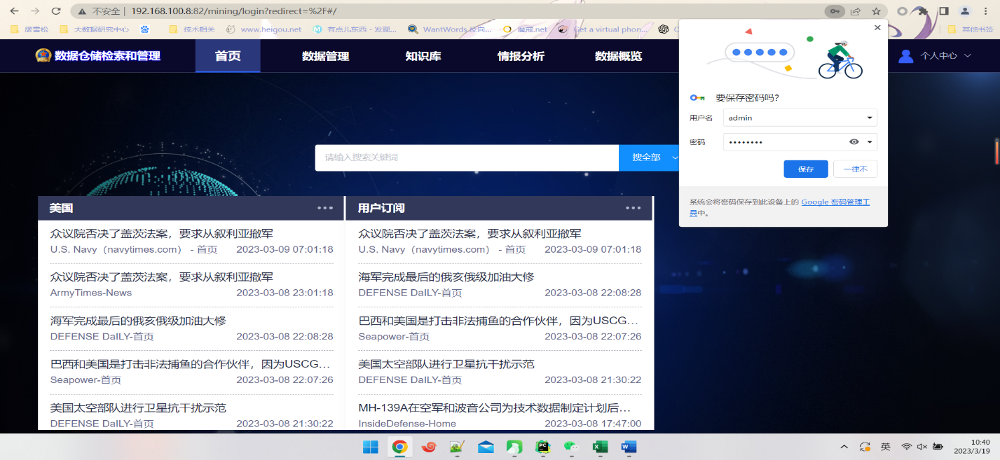 不安全 | 192.168.100.8:82/mining/login?redirect=%2F#/
廖雪松 大数据研究中心 技术相关 www.heigou.net 有点儿东西 - 发现... WantWords 反向... 魔戒.net Get a virtual phon... 其他书签
数据仓储检索和管理 首页 数据管理 知识库 情报分析 数据概览 个人中心
要保存密码吗?
用户名 admin
密码 ••••••••
保存 一律不
系统会将密码保存到此设备上的 Google 密码管理工
具中。
请输入搜索关键词 搜全部
美国
众议院否决了盖茨法案，要求从叙利亚撤军
U.S. Navy（navytimes.com） - 首页 2023-03-09 07:01:18
众议院否决了盖茨法案，要求从叙利亚撤军
ArmyTimes-News 2023-03-08 23:01:18
海军完成最后的俄亥俄级加油大修
DEFENSE DaILY-首页 2023-03-08 22:08:28
巴西和美国是打击非法捕鱼的合作伙伴，因为USCG...
Seapower-首页 2023-03-08 22:07:26
美国太空部队进行卫星抗干扰示范
DEFENSE DaILY-首页 2023-03-08 21:30:22
用户订阅
众议院否决了盖茨法案，要求从叙利亚撤军
U.S. Navy（navytimes.com） - 首页 2023-03-09 07:01:18
海军完成最后的俄亥俄级加油大修
DEFENSE DaILY-首页 2023-03-08 22:08:28
巴西和美国是打击非法捕鱼的合作伙伴，因为USCG...
Seapower-首页 2023-03-08 22:07:26
美国太空部队进行卫星抗干扰示范
DEFENSE DaILY-首页 2023-03-08 21:30:22
MH-139A在空军和波音公司为技术数据制定计划后...
InsideDefense-Home 2023-03-08 17:47:00
英 10:40
2023/3/19